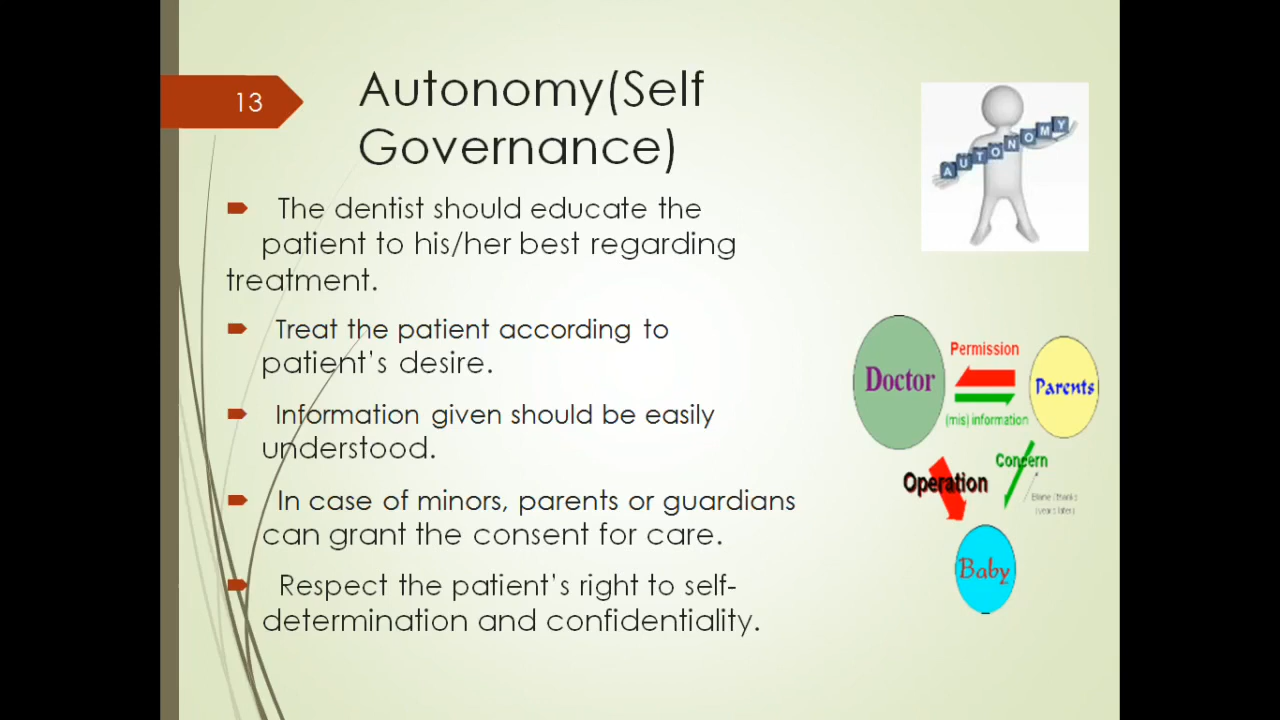 13
Autonomy(Self
Governance)
The dentist should educate the
patient to his/her best regarding
treatment.
Treat the patient according to
patient's desire.
Information given should be easily
understood.
In case of minors, parents or guardians
can grant the consent for care.
Respect the patient's right to self-
determination and confidentiality.
AUTONOMY
Doctor
Permission
(mis) information
Parents
Operation
Concern
(years later)
Baby